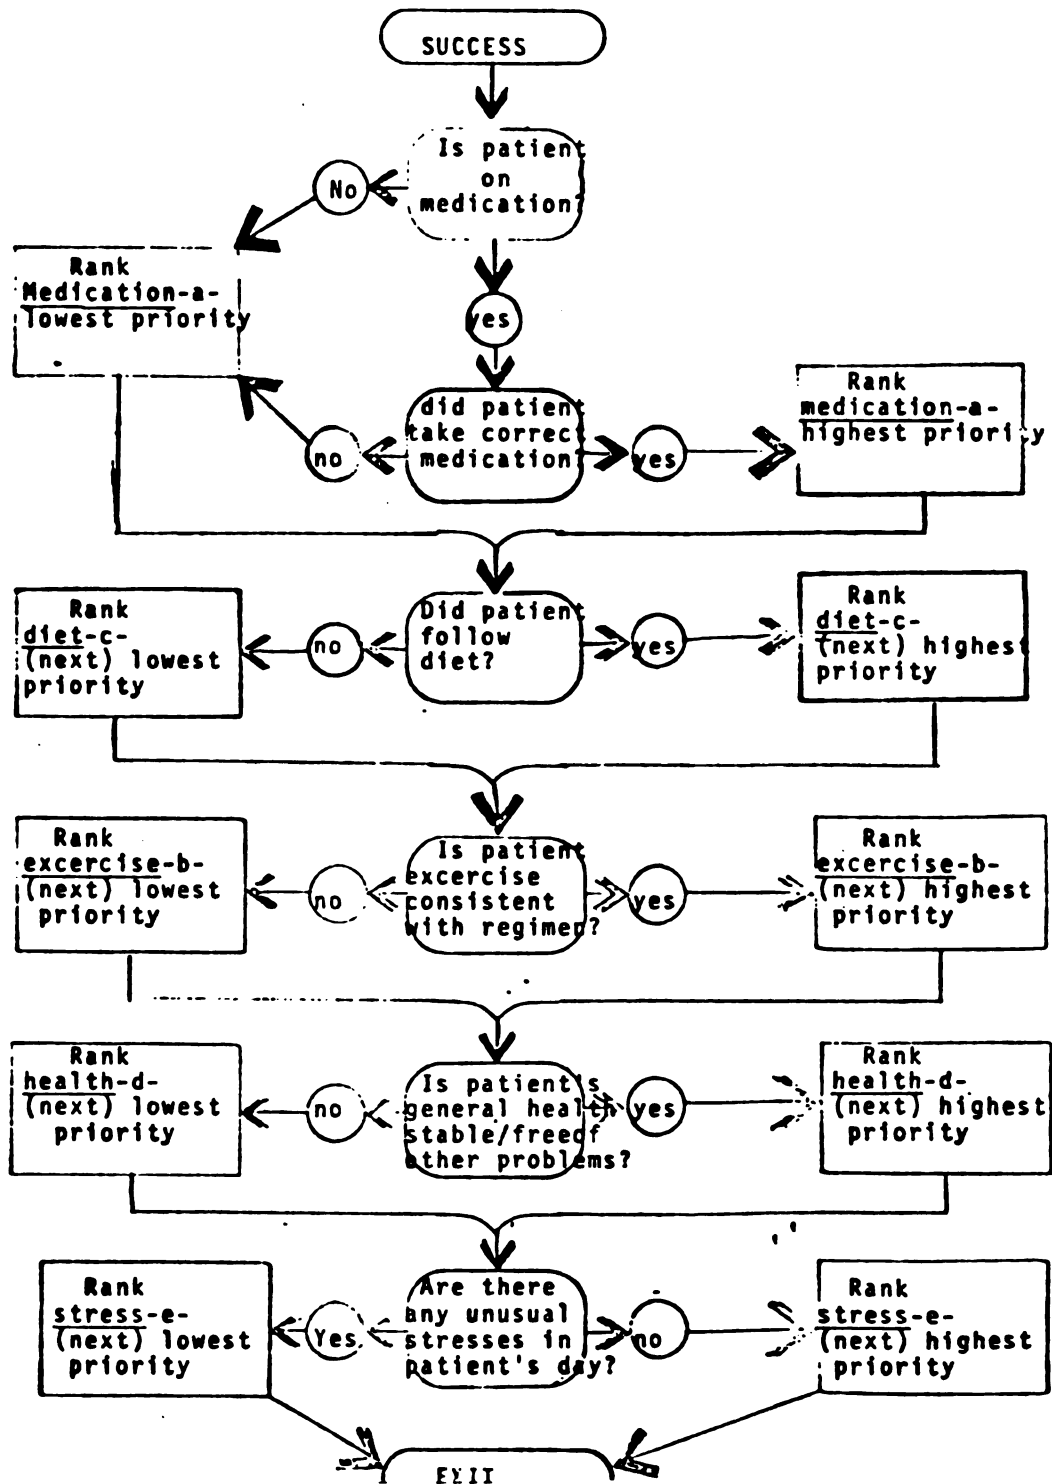 SUCCESS
Is patient
on
medication?
No
Rank
Medication-a-
lowest priority
yes
did patient
take correct
medication
no
yes
Rank
medication-a-
highest priority
Rank
diet-c-
(next) lowest
priority
no
Did patient
follow
diet?
yes
Rank
diet-c-
(next) highest
priority
Rank
excercise-b-
(next) lowest
priority
no
Is patient
excercise
consistent
with regimen?
yes
Rank
excercise-b-
(next) highest
priority
Rank
health-d-
(next) lowest
priority
no
Is patient's
general health
stable/freeof
other problems?
yes
Rank
health-d-
(next) highest
priority
Rank
stress-e-
(next) lowest
priority
Yes
Are there
any unusual
stresses in
patient's day?
no
Rank
stress-e-
(next) highest
priority
EXIT